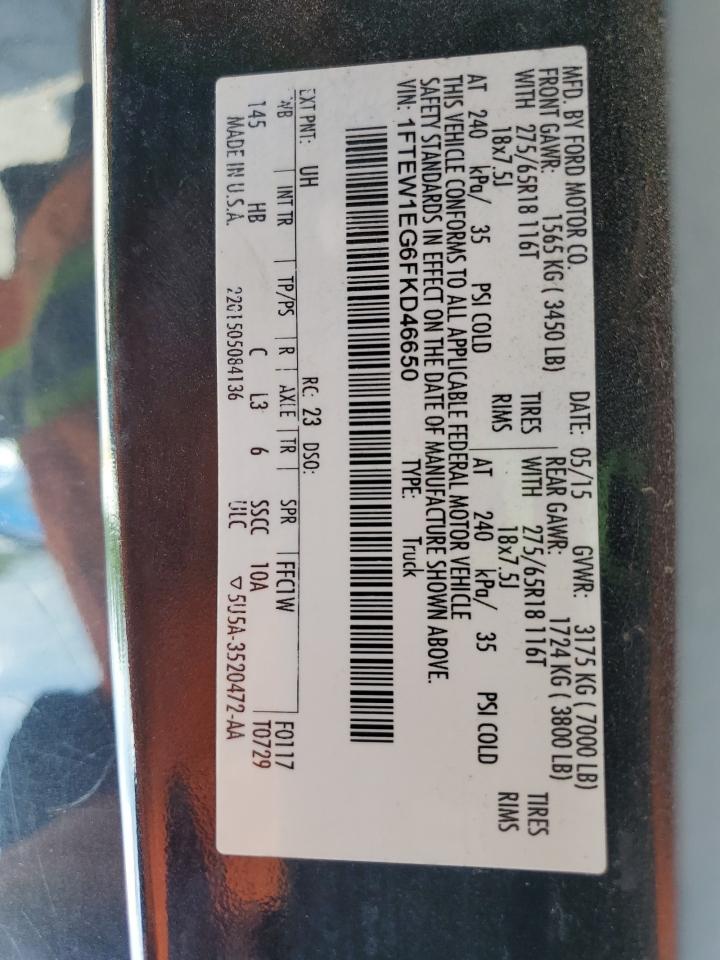 MFD. BY FORD MOTOR CO. DATE: 05/15 GVWR: 3175 KG ( 7000 LB)
FRONT GAWR: 1565 KG ( 3450 LB) REAR GAWR: 1724 KG ( 3800 LB)
WITH 275/65R18 116T TIRES WITH 275/65R18 116T TIRES
18x7.5J RIMS 18x7.5J RIMS
AT 240 kPa/ 35 PSI COLD AT 240 kPa/ 35 PSI COLD
THIS VEHICLE CONFORMS TO ALL APPLICABLE FEDERAL MOTOR VEHICLE
SAFETY STANDARDS IN EFFECT ON THE DATE OF MANUFACTURE SHOWN ABOVE.
VIN: 1FTEW1EG6FKD46650 TYPE: Truck
EXT PNT: UH RC: 23 DSO: F0117
WB INT TR TP/PS R AXLE TR SPR FFC1W T0729
145 HB C L3 6 SSCC 10A
MADE IN U.S.A. 22C1505084136 ULC ▽5U5A-3520472-AA